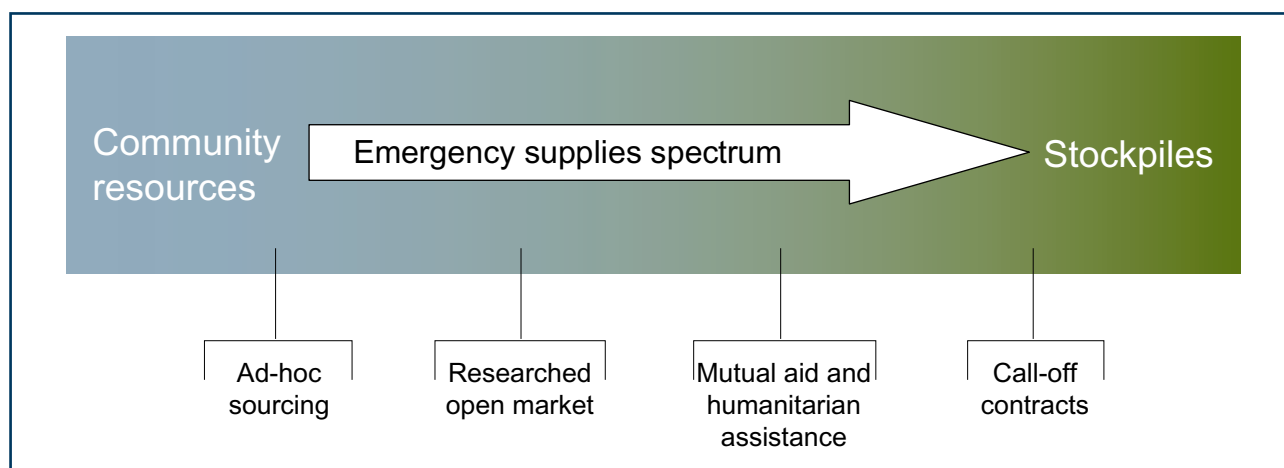 Community
resources
Emergency supplies spectrum
Stockpiles
Ad-hoc
sourcing
Researched
open market
Mutual aid and
humanitarian
assistance
Call-off
contracts